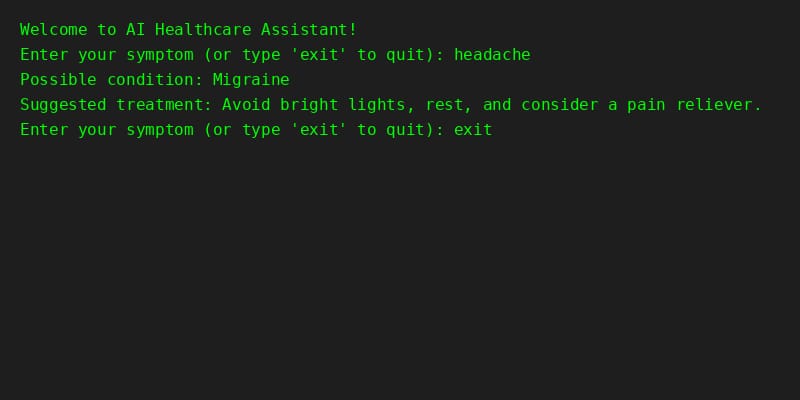 Welcome to AI Healthcare Assistant!
Enter your symptom (or type 'exit' to quit): headache
Possible condition: Migraine
Suggested treatment: Avoid bright lights, rest, and consider a pain reliever.
Enter your symptom (or type 'exit' to quit): exit